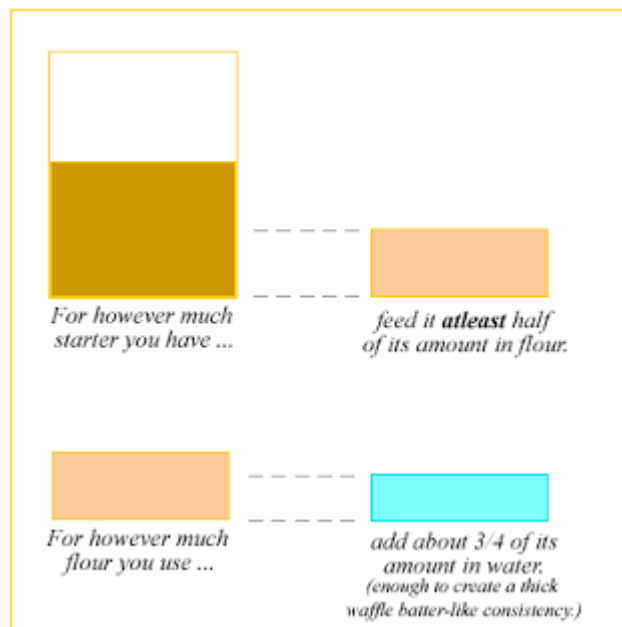 For however much
starter you have ...
feed it atleast half
of its amount in flour.
For however much
flour you use ...
add about 3/4 of its
amount in water.
(enough to create a thick
waffle batter-like consistency.)